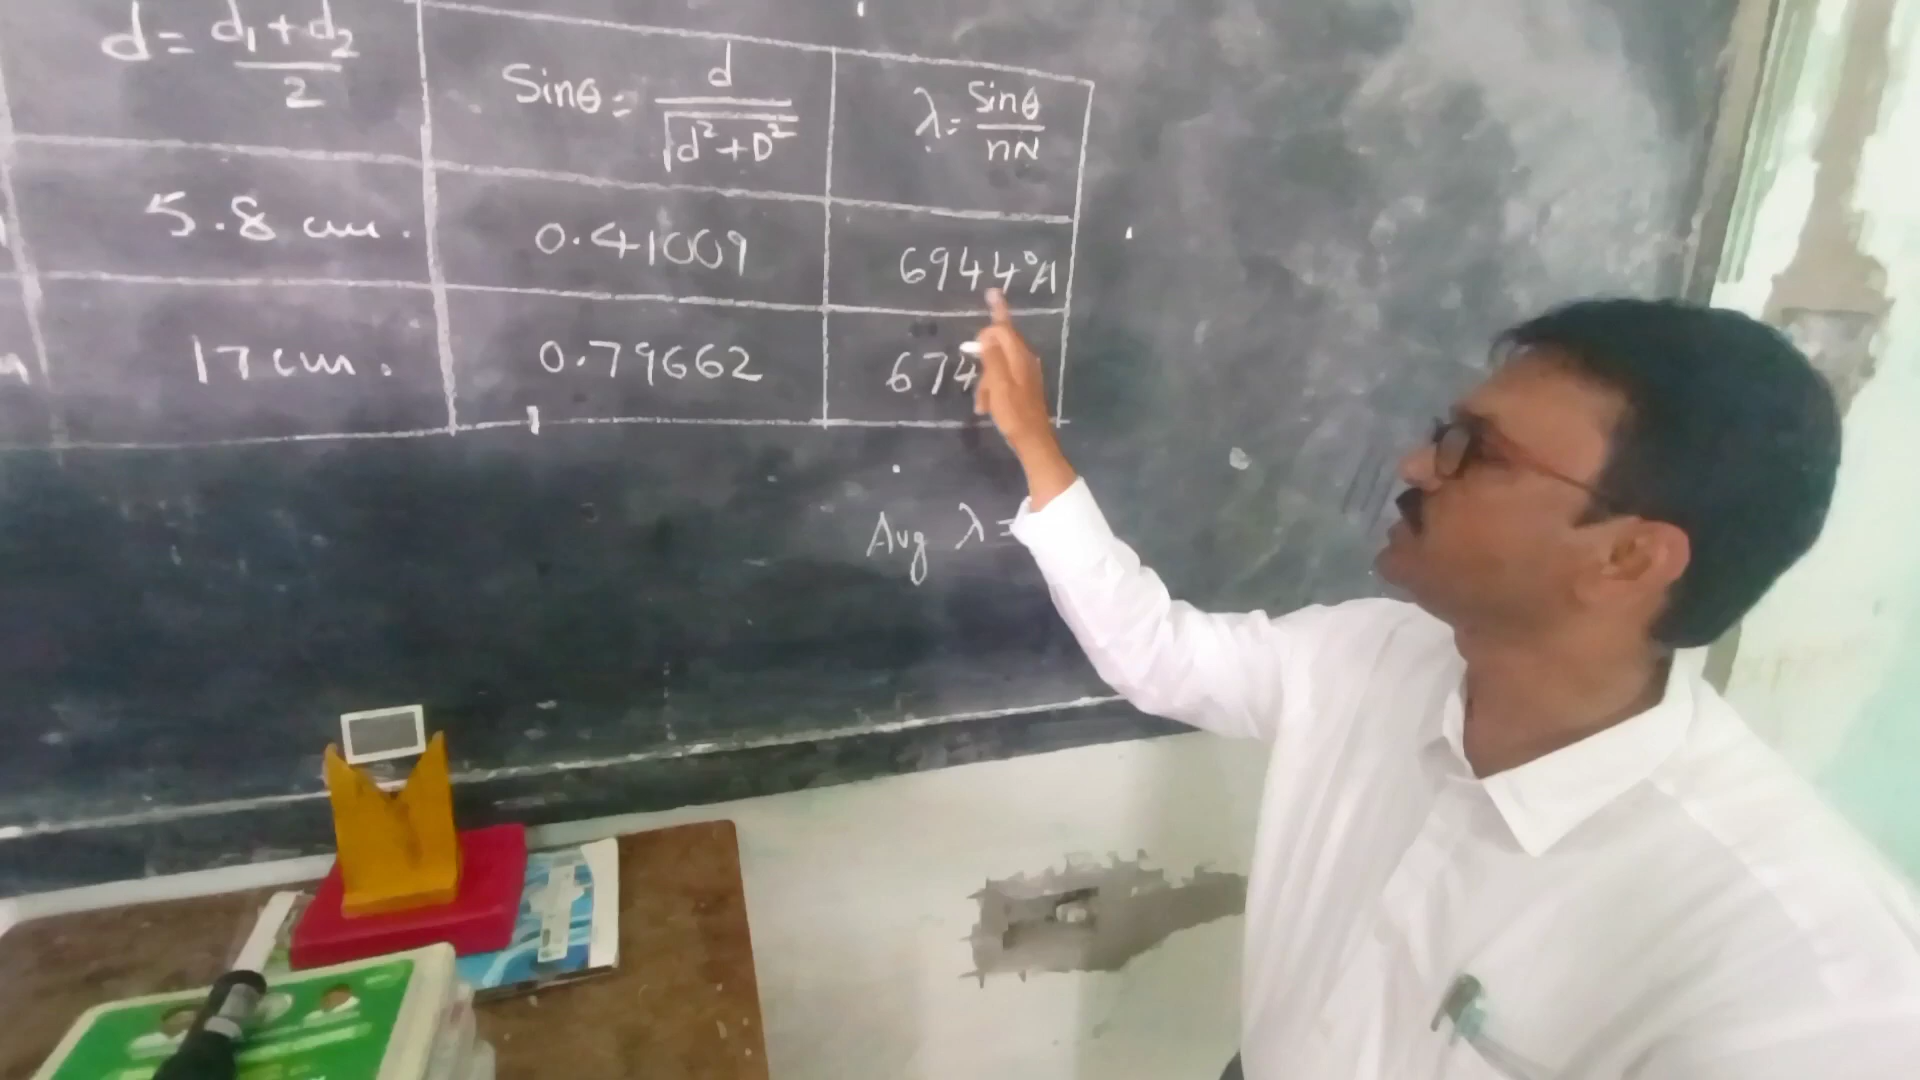 d = d₁ + d₂ / 2
Sinθ = d / √d² + D²
λ = Sinθ / nN
5.8 cm.
0.41009
6944°A
17 cm.
0.79662
674
Avg λ =